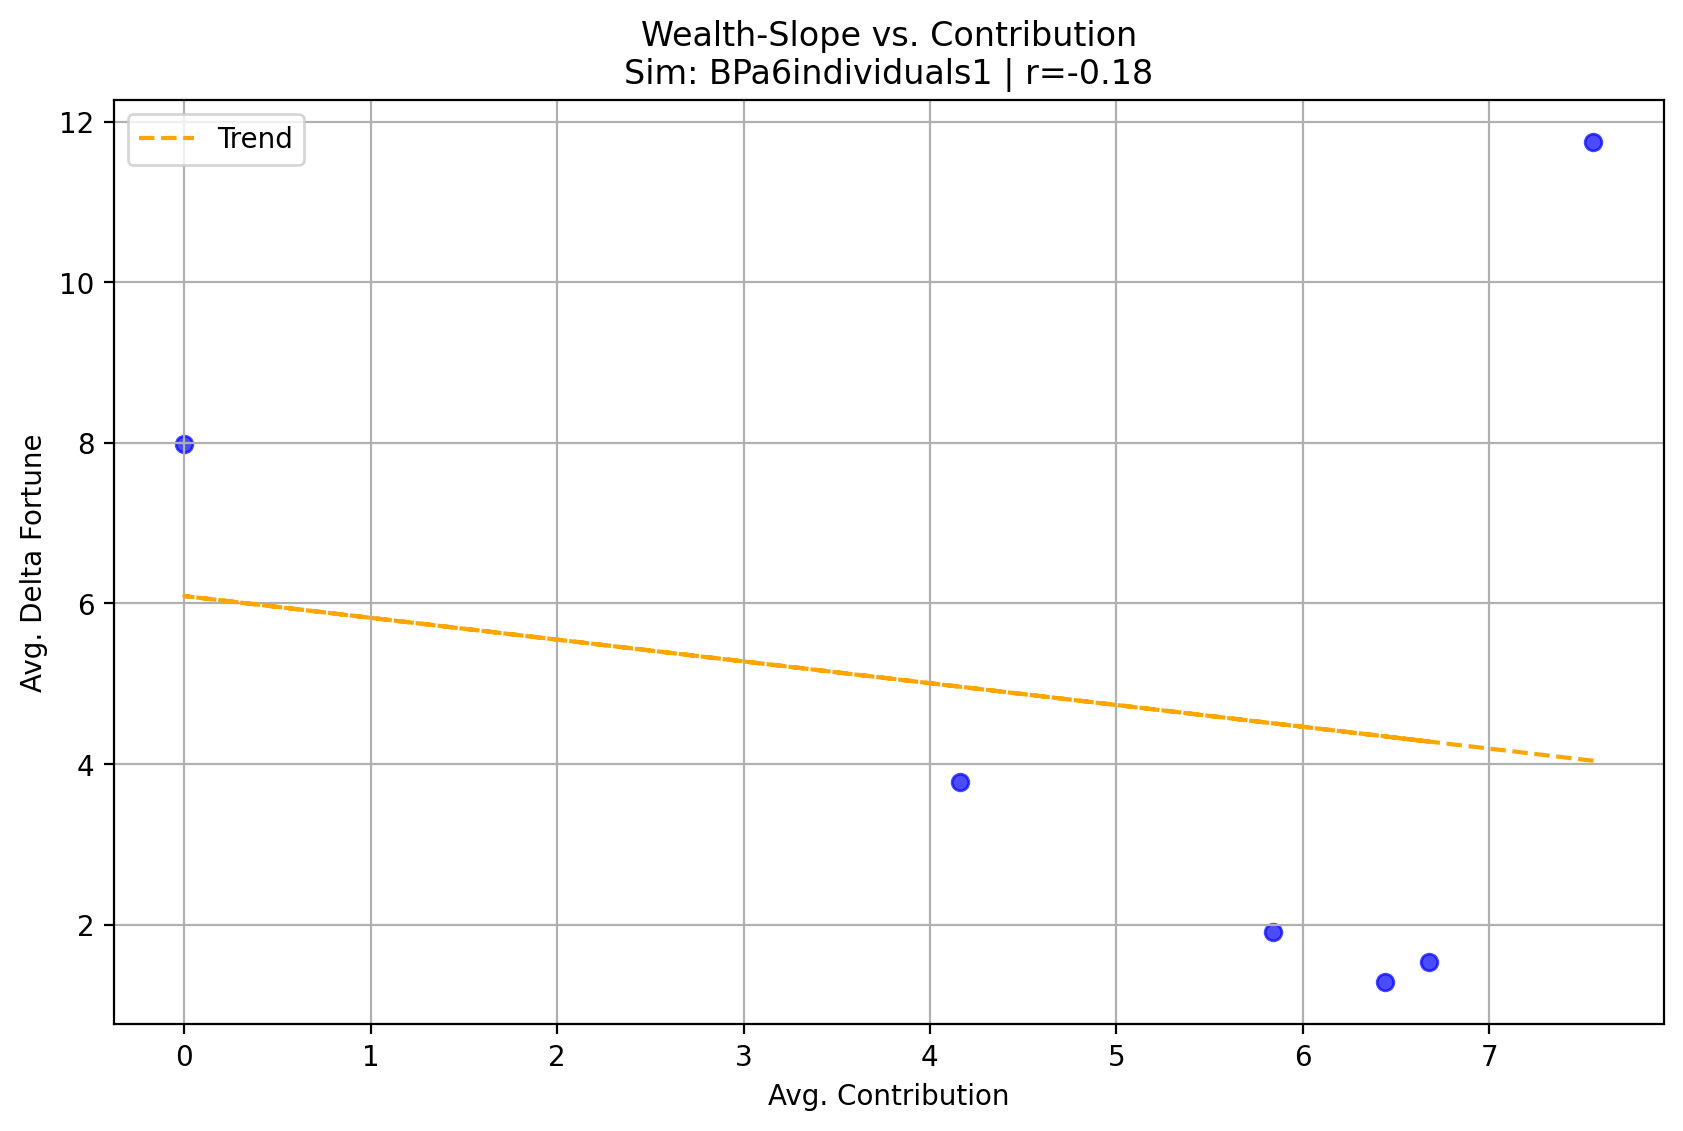 Wealth-Slope vs. Contribution
Sim: BPa6individuals1 | r=-0.18
Trend
12
10
8
6
4
2
Avg. Delta Fortune
0 1 2 3 4 5 6 7
Avg. Contribution